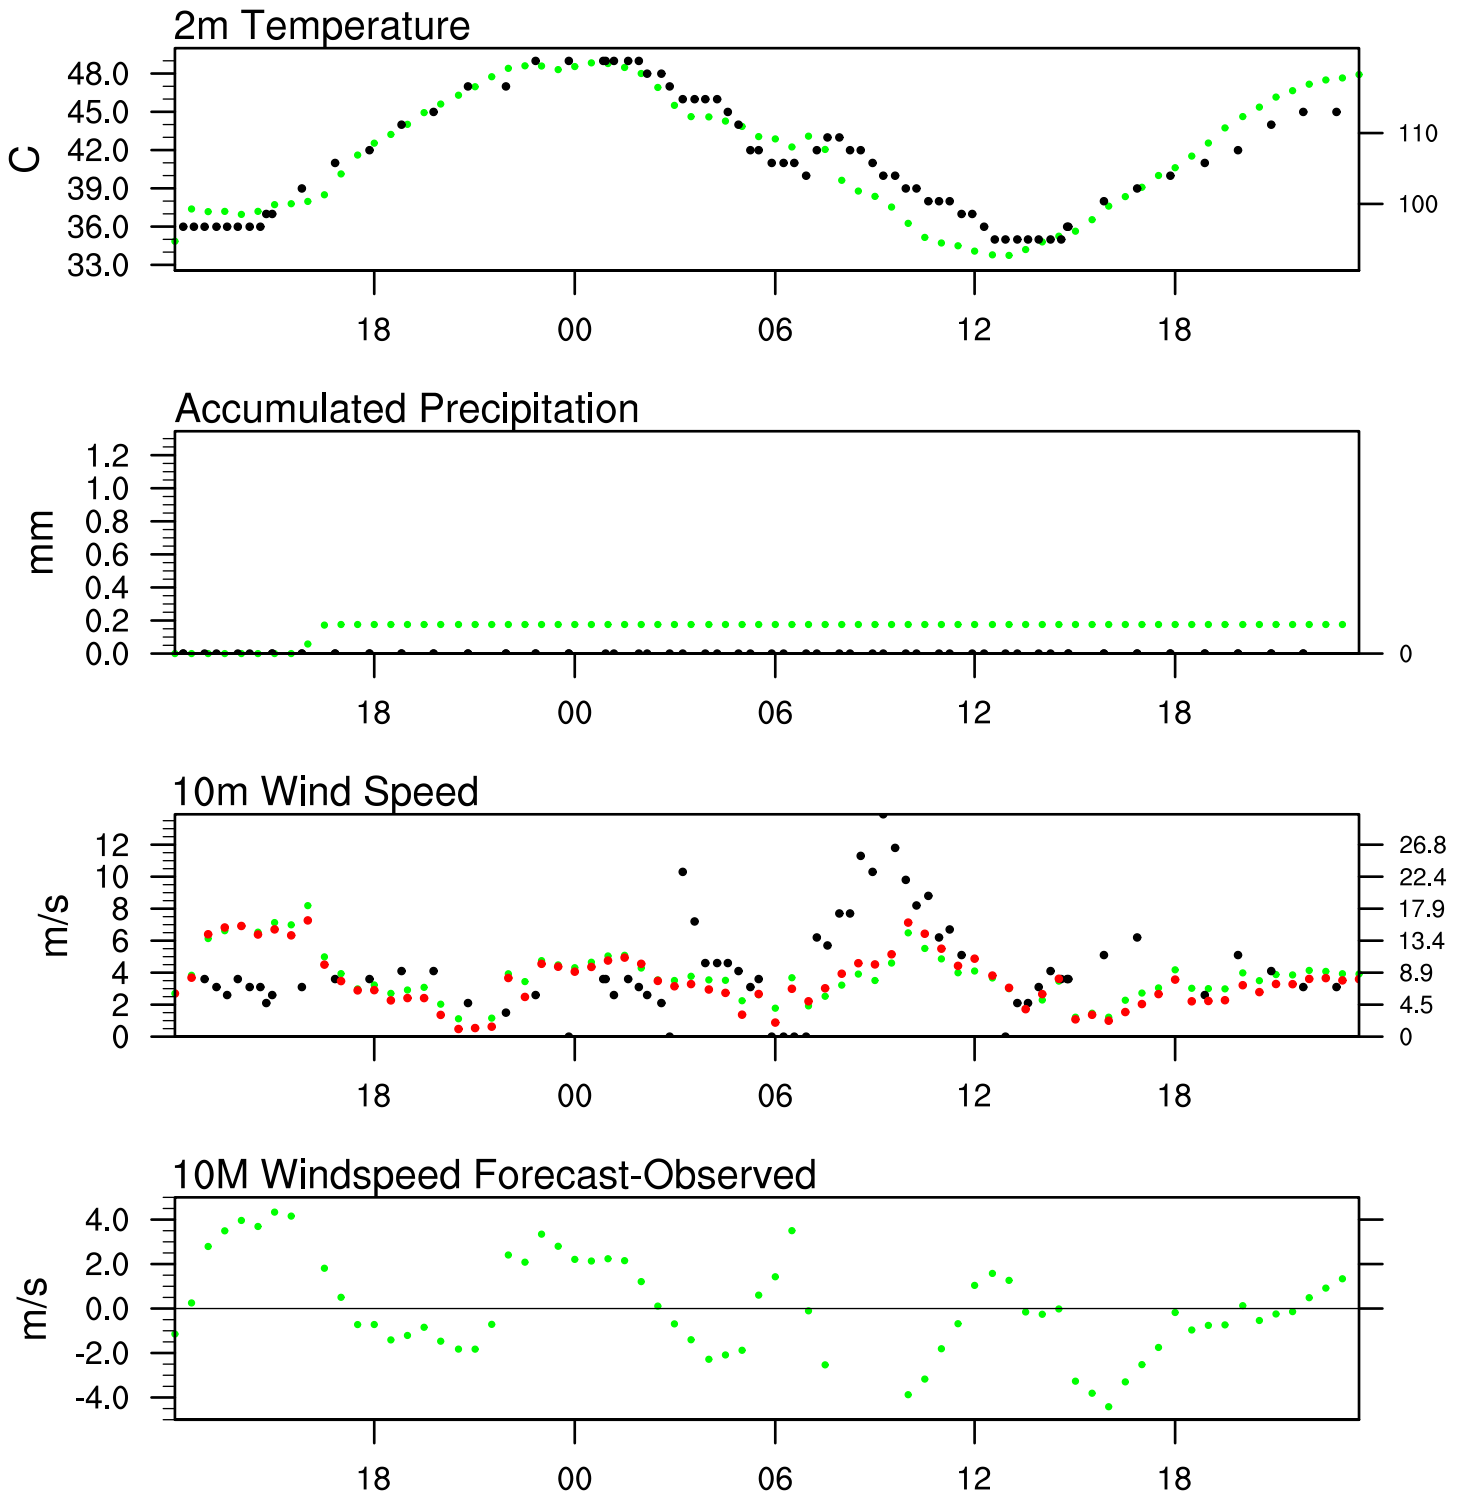 2m Temperature
48.0
45.0
42.0
39.0
36.0
33.0
C
110
100
18 00 06 12 18
Accumulated Precipitation
1.2
1.0
0.8
0.6
0.4
0.2
0.0
mm
0
18 00 06 12 18
10m Wind Speed
12
10
8
6
4
2
0
m/s
26.8
22.4
17.9
13.4
8.9
4.5
0
18 00 06 12 18
10M Windspeed Forecast-Observed
4.0
2.0
0.0
-2.0
-4.0
m/s
18 00 06 12 18